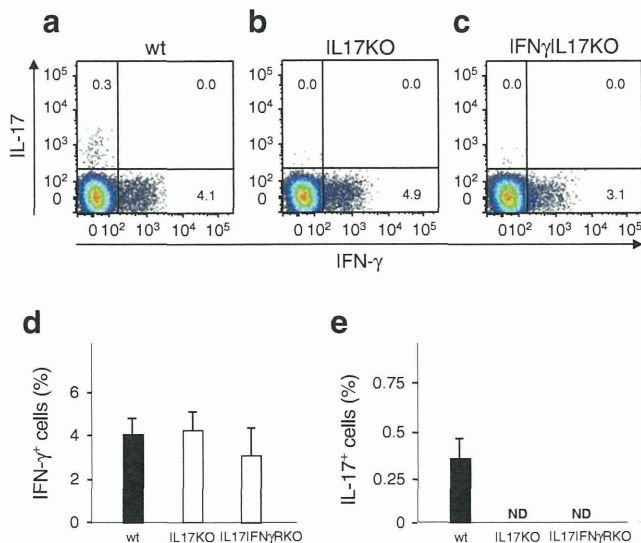 a
wt
b
IL17KO
c
IFNγIL17KO
IL-17
10⁵
10⁴
10³
10²
0
0.3
0.0
4.1
0 10² 10³ 10⁴ 10⁵
10⁵
10⁴
10³
10²
0
0.0
0.0
4.9
0 10² 10³ 10⁴ 10⁵
10⁵
10⁴
10³
10²
0
0.0
0.0
3.1
0 10² 10³ 10⁴ 10⁵
IFN-γ
d
IFN-γ⁺ cells (%)
6
4
2
0
wt
IL17KO
IL17IFNγRKO
e
IL-17⁺ cells (%)
0.75
0.5
0.25
0
ND
ND
wt
IL17KO
IL17IFNγRKO